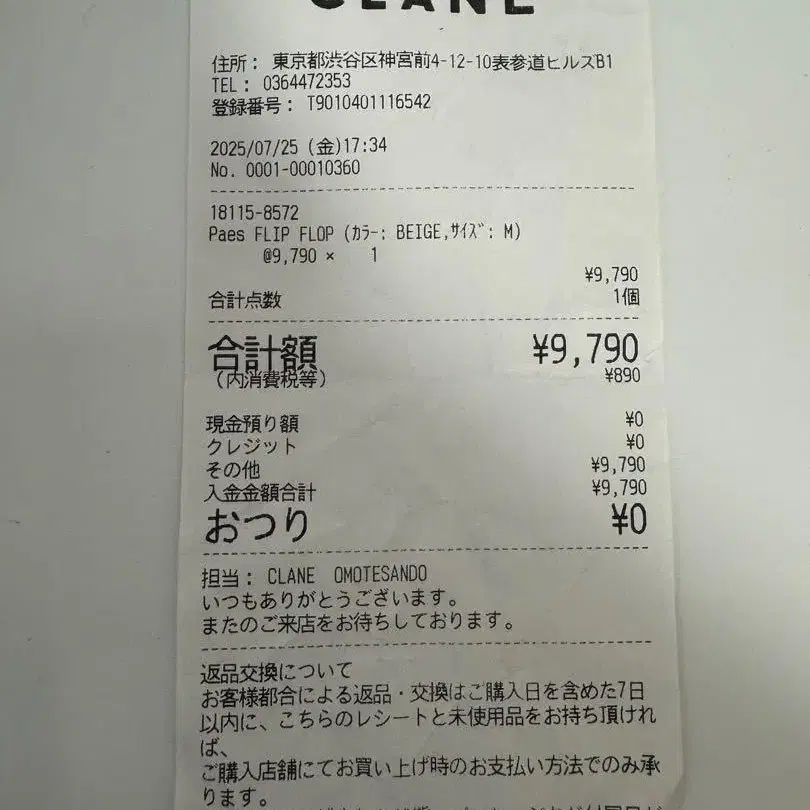 CLANE
住所： 東京都渋谷区神宮前4-12-10表参道ヒルズB1
TEL： 0364472353
登録番号： T9010401116542
2025/07/25 (金)17:34
No. 0001-00010360
18115-8572
Paes FLIP FLOP (ｶﾗｰ: BEIGE,ｻｲｽﾞ: M)
@9,790 × 1
¥9,790
合計点数 1個
合計額 ¥9,790
（内消費税等） ¥890
現金預り額 ¥0
クレジット ¥0
その他 ¥9,790
入金金額合計 ¥9,790
おつり ¥0
担当： CLANE OMOTESANDO
いつもありがとうございます。
またのご来店をお待ちしております。
返品交換について
お客様都合による返品・交換はご購入日を含めた7日
以内に、こちらのレシートと未使用品をお持ち頂けれ
ば、
ご購入店舗にてお買い上げ時のお支払い方法でのみ承
ります。